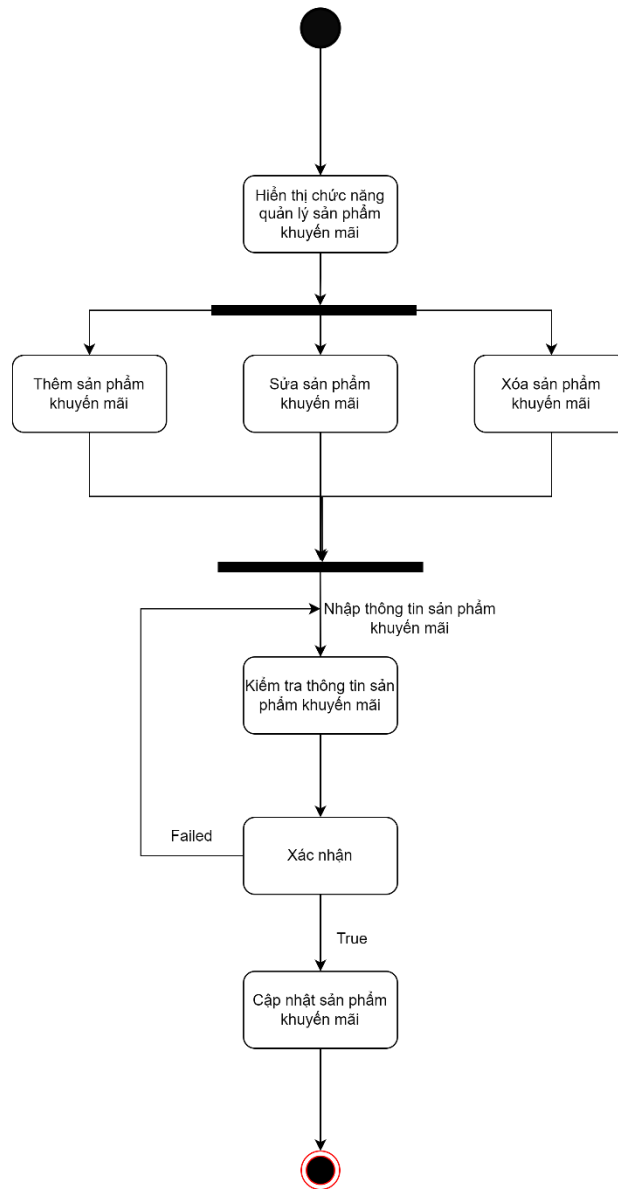 Hiển thị chức năng
quản lý sản phẩm
khuyến mãi
Thêm sản phẩm
khuyến mãi
Sửa sản phẩm
khuyến mãi
Xóa sản phẩm
khuyến mãi
Nhập thông tin sản phẩm
khuyến mãi
Kiểm tra thông tin sản
phẩm khuyến mãi
Failed
Xác nhận
True
Cập nhật sản phẩm
khuyến mãi